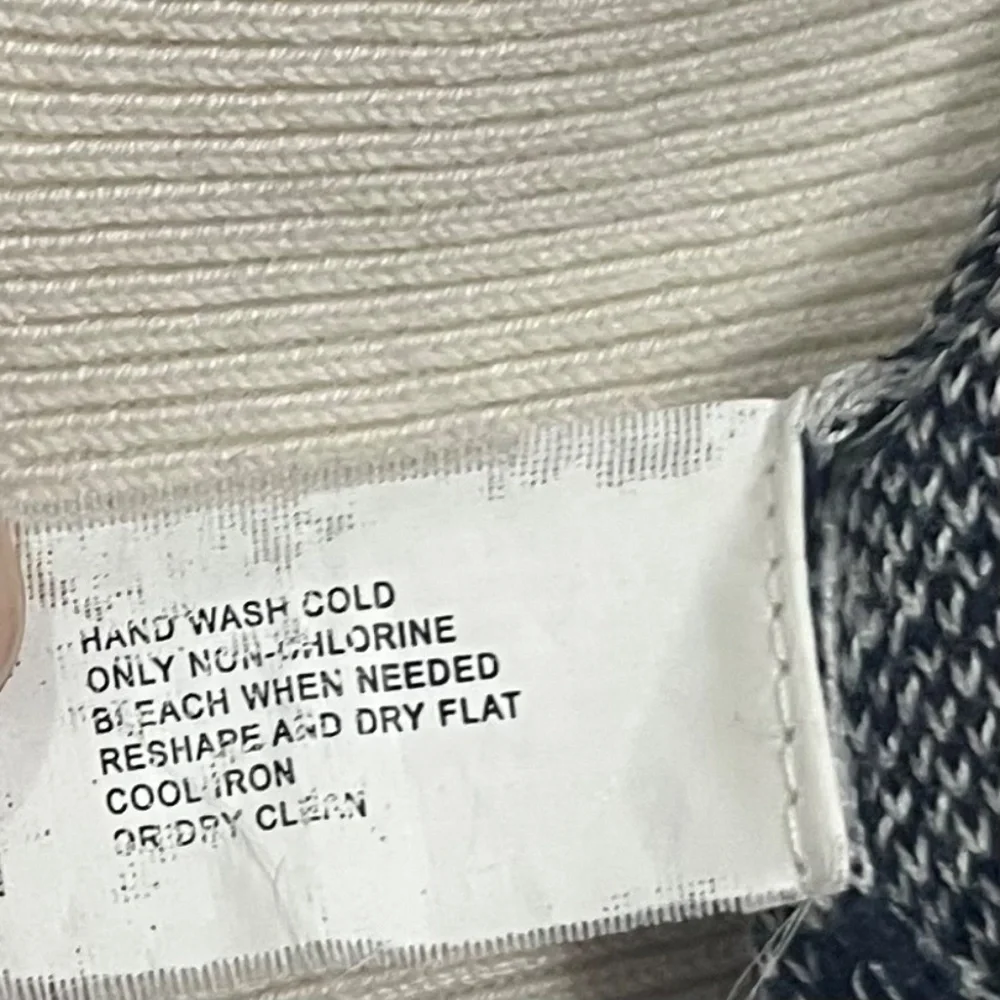 HAND WASH COLD
ONLY NON-CHLORINE
BLEACH WHEN NEEDED
RESHAPE AND DRY FLAT
COOL IRON
OR DRY CLEAN